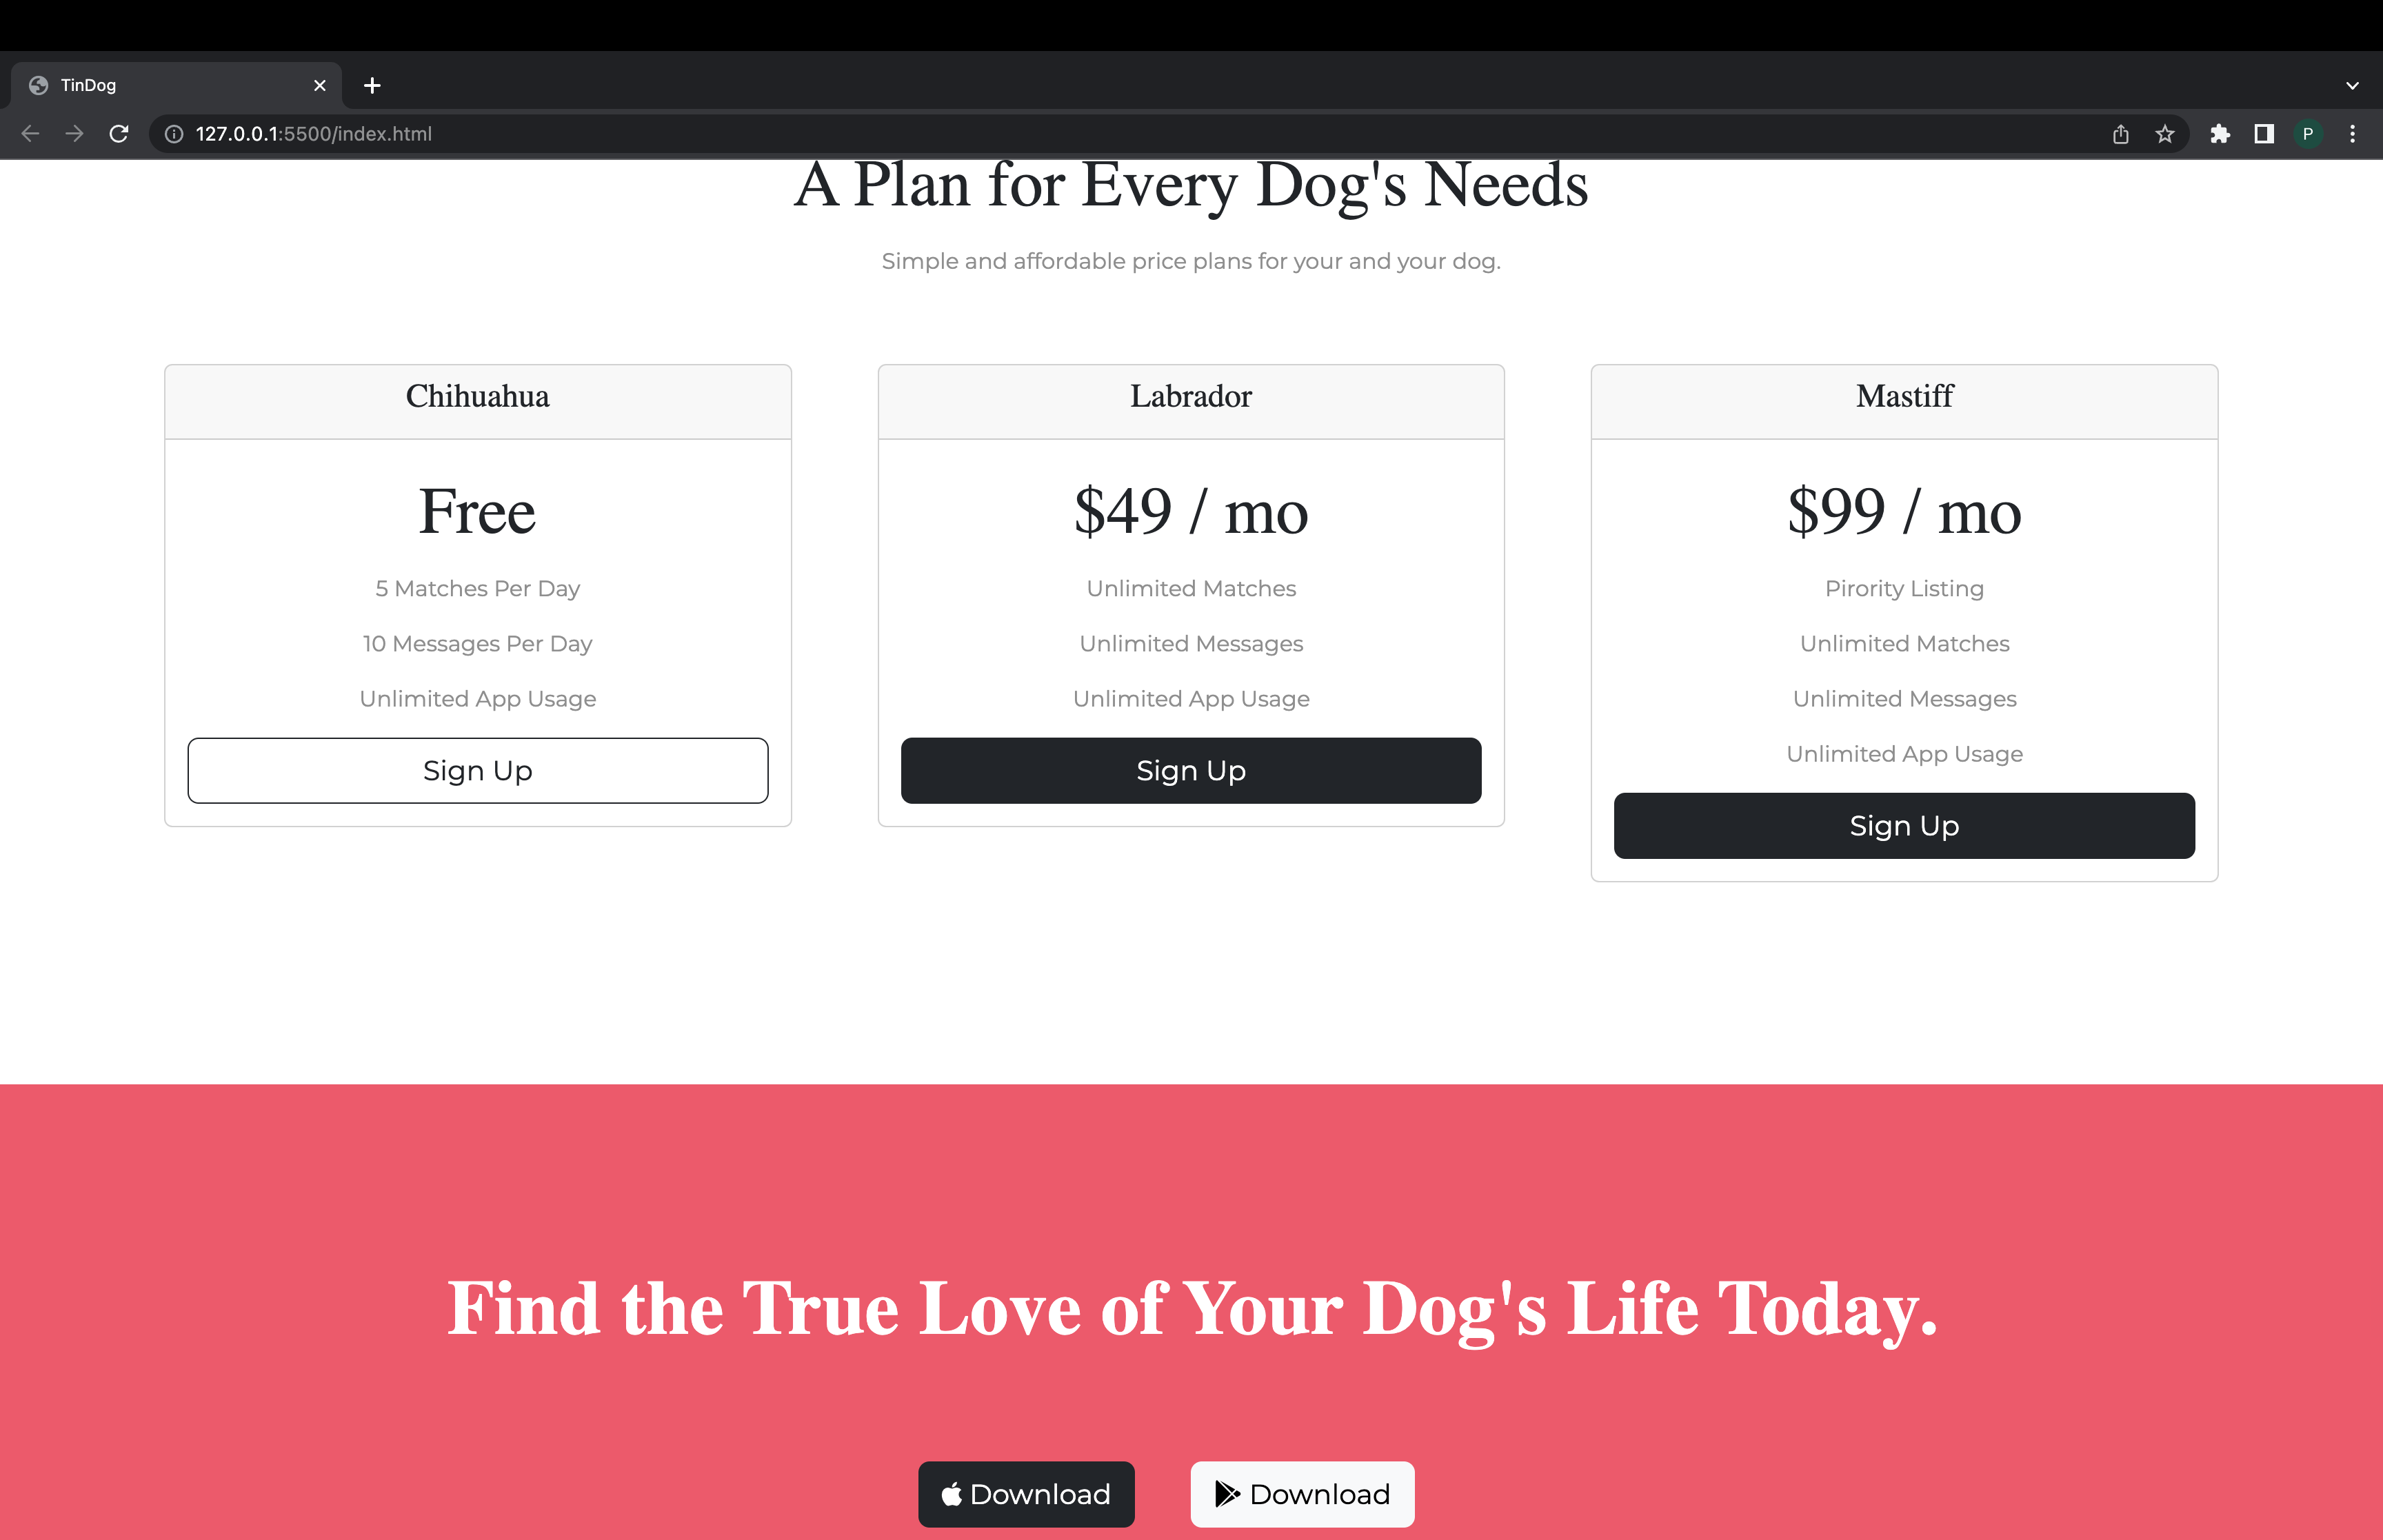 TinDog
127.0.0.1:5500/index.html
P
A Plan for Every Dog's Needs
Simple and affordable price plans for your and your dog.
Chihuahua
Free
5 Matches Per Day
10 Messages Per Day
Unlimited App Usage
Sign Up
Labrador
$49 / mo
Unlimited Matches
Unlimited Messages
Unlimited App Usage
Sign Up
Mastiff
$99 / mo
Pirority Listing
Unlimited Matches
Unlimited Messages
Unlimited App Usage
Sign Up
Find the True Love of Your Dog's Life Today.
Download
Download